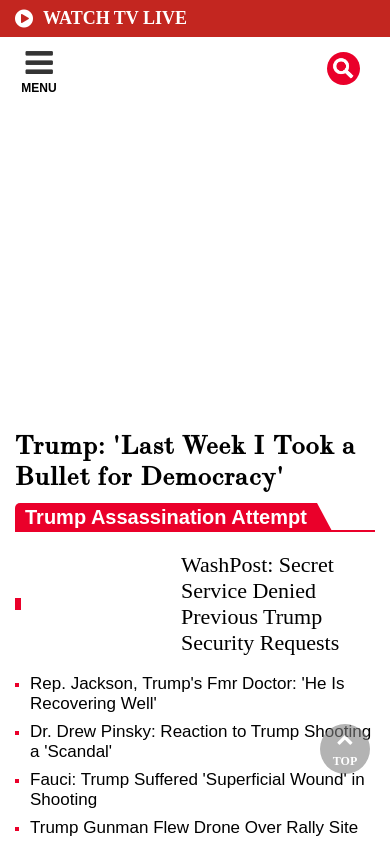 WATCH TV LIVE
MENU
Trump: 'Last Week I Took a
Bullet for Democracy'
Trump Assassination Attempt
WashPost: Secret
Service Denied
Previous Trump
Security Requests
Rep. Jackson, Trump's Fmr Doctor: 'He Is
Recovering Well'
Dr. Drew Pinsky: Reaction to Trump Shooting
a 'Scandal'
Fauci: Trump Suffered 'Superficial Wound' in
Shooting
Trump Gunman Flew Drone Over Rally Site
TOP